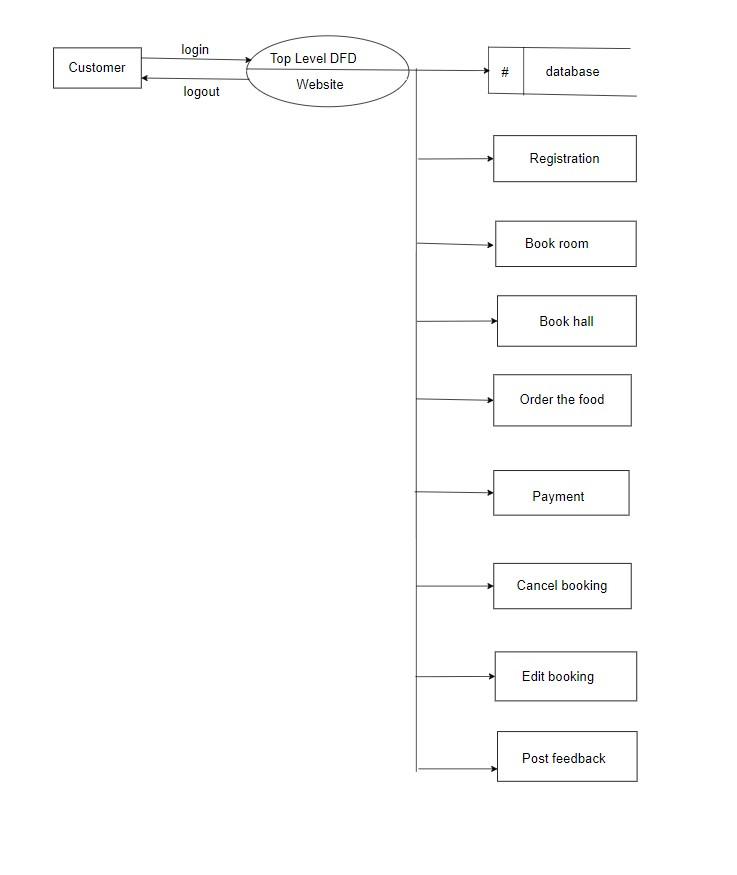 login
Top Level DFD
Customer
Website
logout
#
database
Registration
Book room
Book hall
Order the food
Payment
Cancel booking
Edit booking
Post feedback